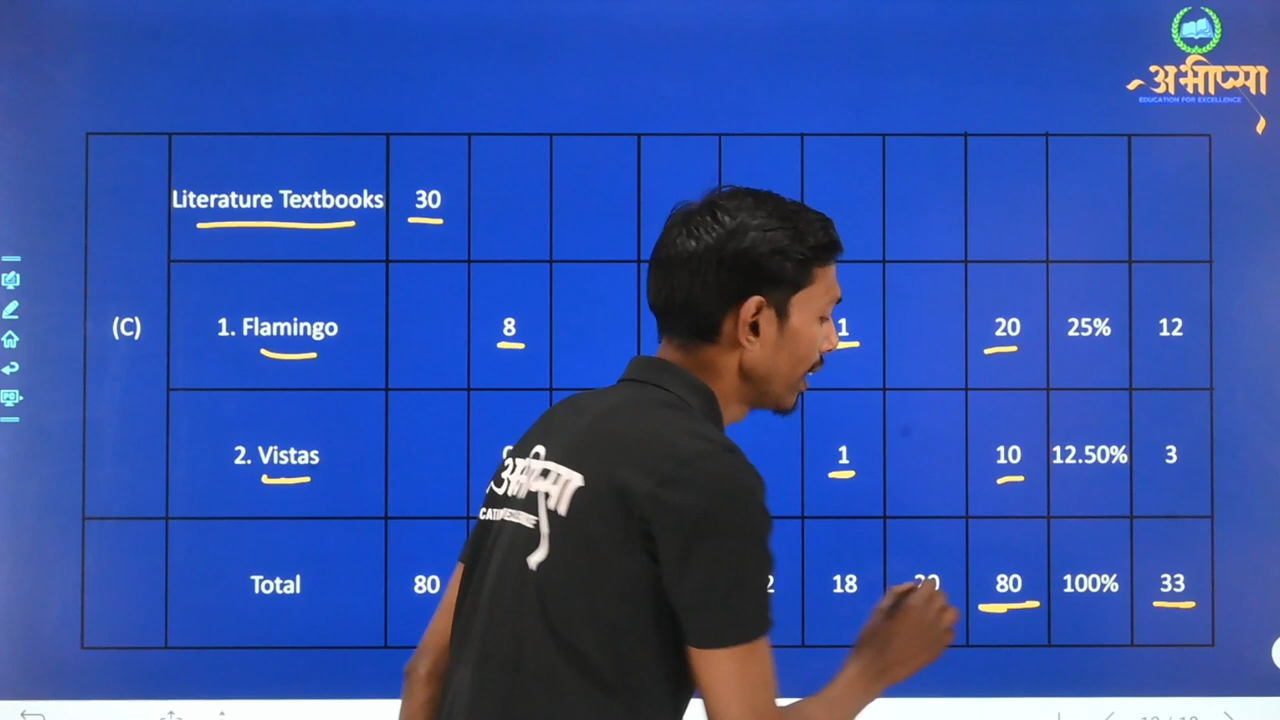 अभीप्सा
EDUCATION FOR EXCELLENCE
Literature Textbooks 30
(C) 1. Flamingo 8 1 20 25% 12
2. Vistas 1 10 12.50% 3
Total 80 18 20 80 100% 33